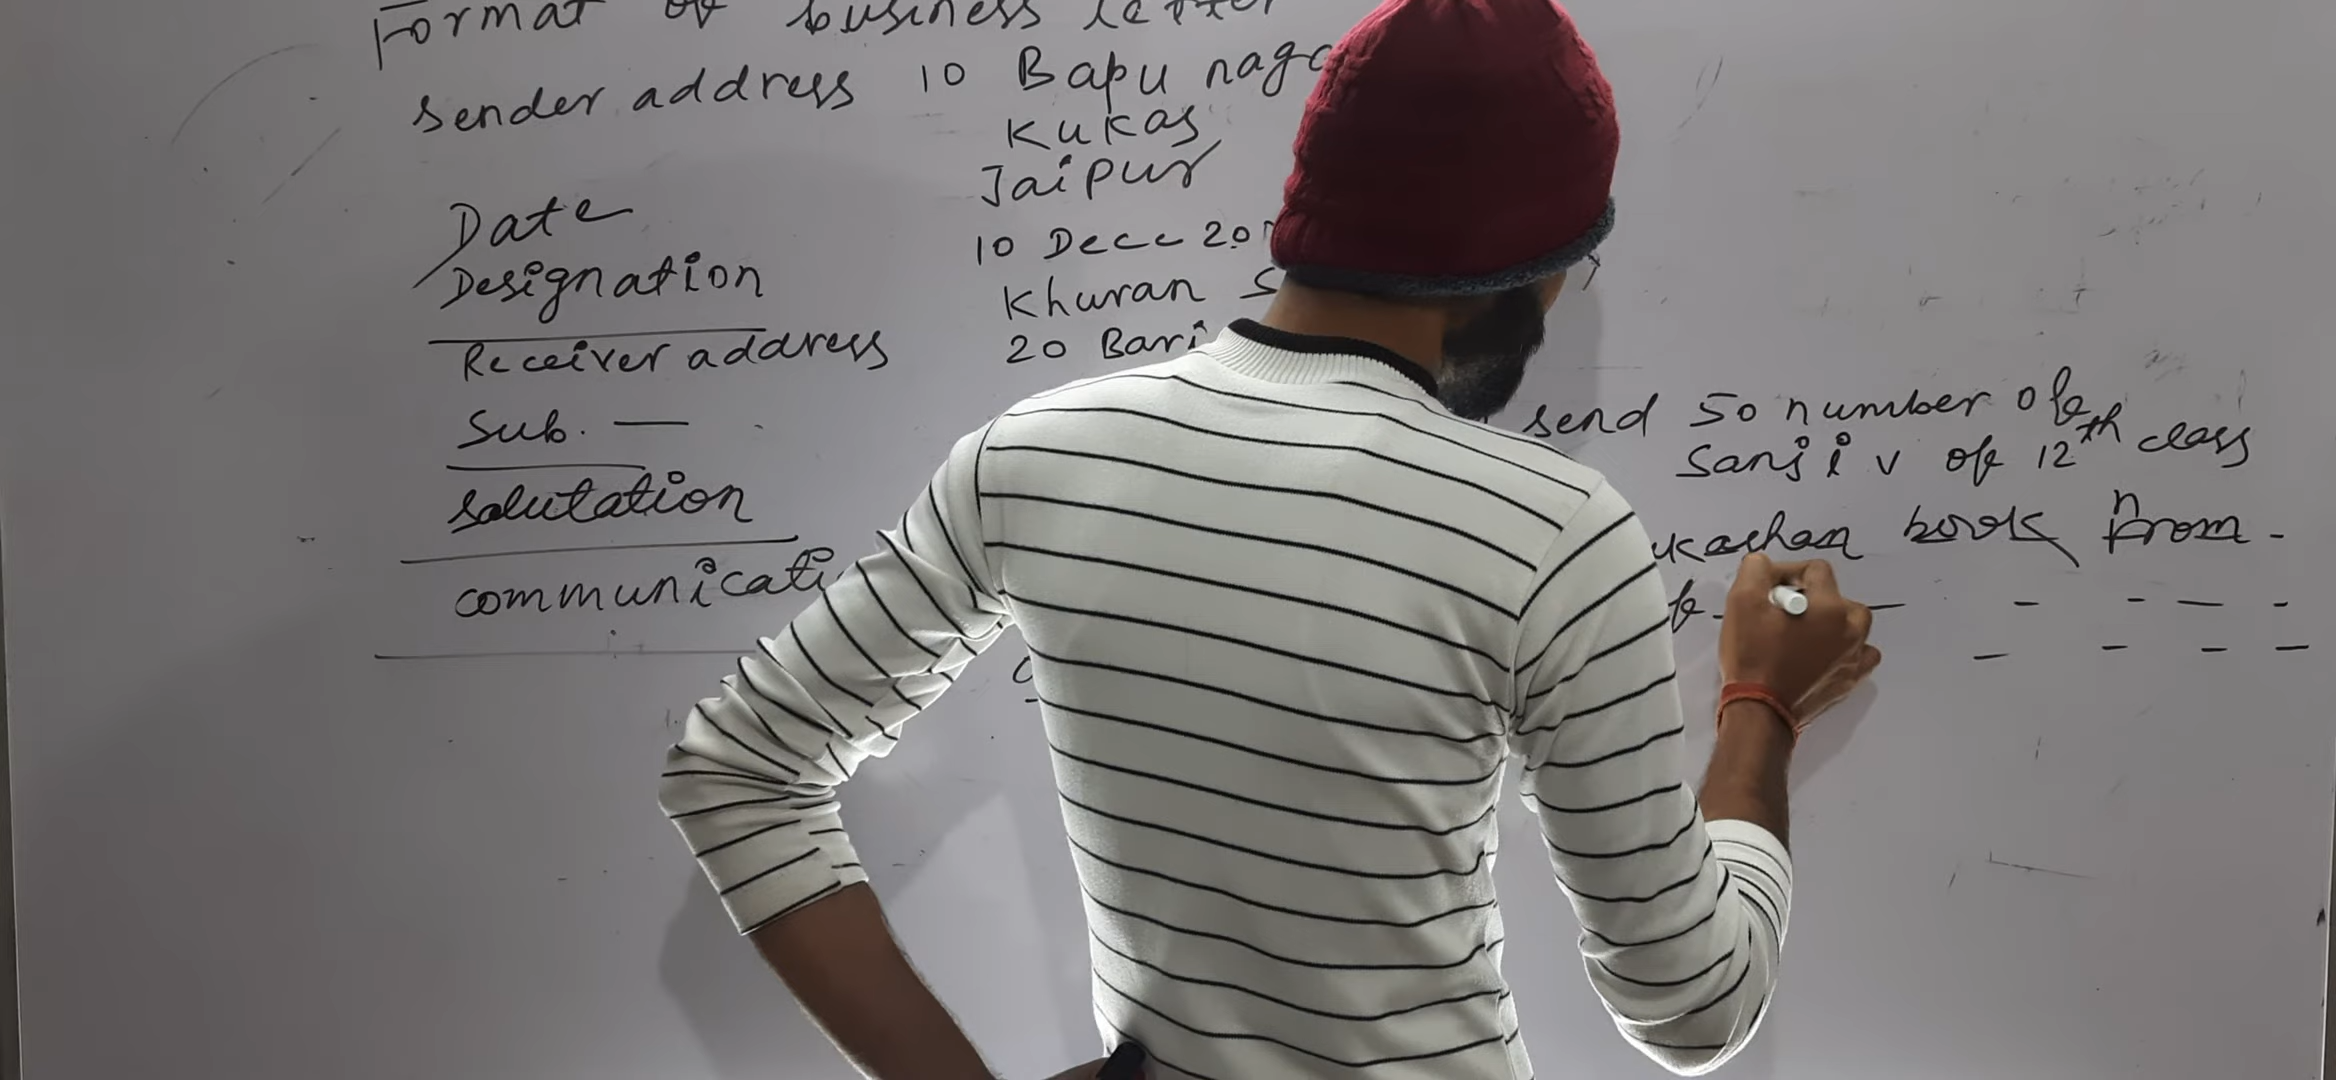 Format of business letter
sender address 10 Bapu naga
Kukas
Jaipur
Date
10 Dece 20
Designation
Khuran S
Receiver address
20 Bari
Sub. —
send 50 number of
Sanjiv of 12th class
salutation
ukashan book from -
communicati